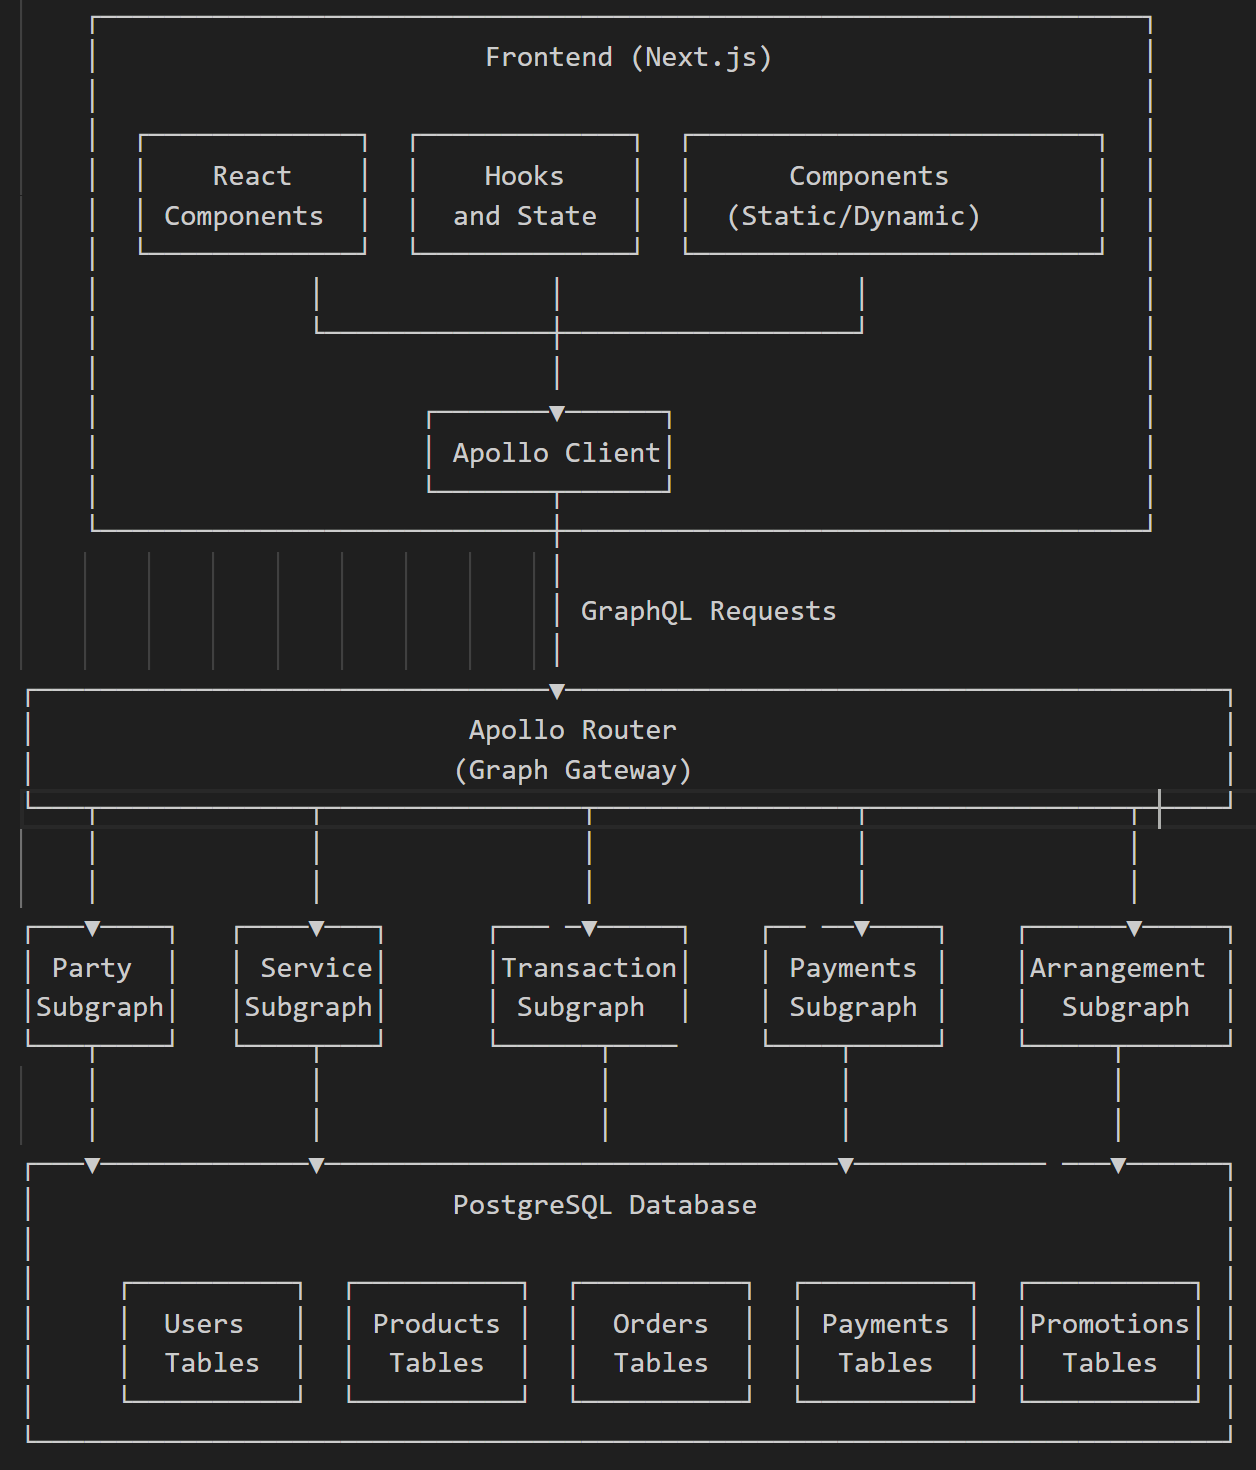 Frontend (Next.js)
React Hooks Components
Components and State (Static/Dynamic)
Apollo Client
GraphQL Requests
Apollo Router
(Graph Gateway)
Party Service Transaction Payments Arrangement
Subgraph Subgraph Subgraph Subgraph Subgraph
PostgreSQL Database
Users Products Orders Payments Promotions
Tables Tables Tables Tables Tables